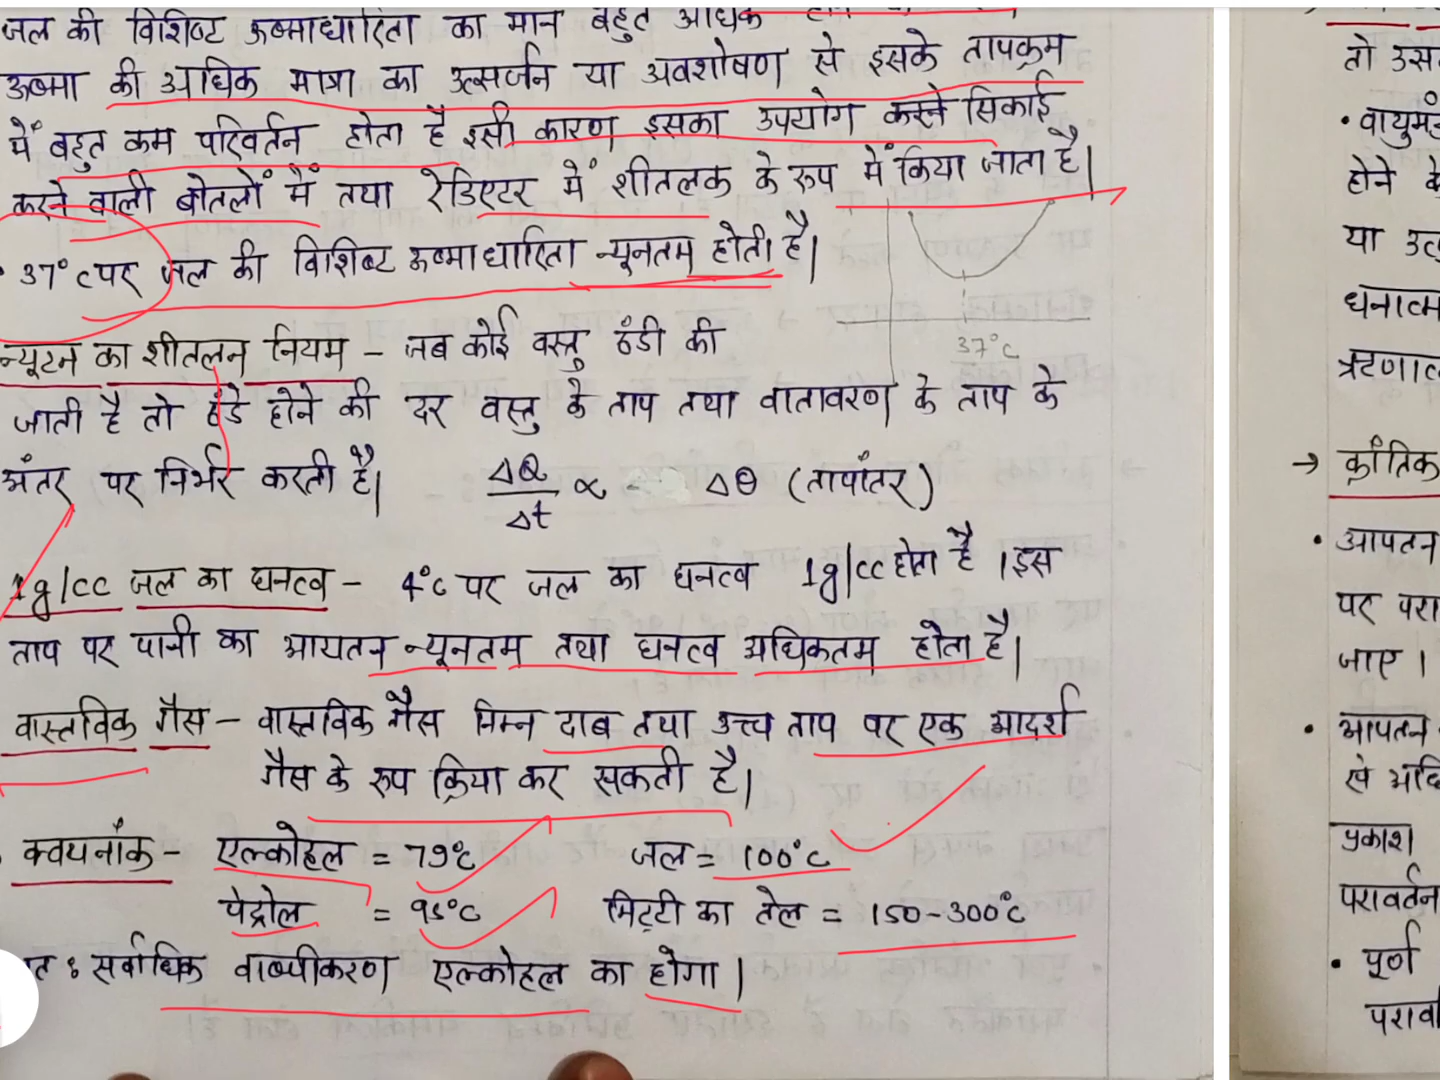 जल की विशिष्ट ऊष्माधारिता का मान बहुत अधिक
ऊष्मा की अधिक मात्रा का उत्सर्जन या अवशोषण से इसके तापक्रम
में बहुत कम परिवर्तन होता है इसी कारण इसका उपयोग करने सिकाई
करने वाली बोतलों में तथा रेडिएटर में शीतलक के रूप में किया जाता है।
• 37°C पर जल की विशिष्ट ऊष्माधारिता न्यूनतम होती है।
37°C
न्यूटन का शीतलन नियम - जब कोई वस्तु ठंडी की
जाती है तो ठंडे होने की दर वस्तु के ताप तथा वातावरण के ताप के
अंतर पर निर्भर करती है। ΔQ/Δt ∝ - Δθ (तापांतर)
1g/cc जल का घनत्व - 4°C पर जल का घनत्व 1g/cc होता है । इस
ताप पर पानी का आयतन न्यूनतम तथा घनत्व अधिकतम होता है।
वास्तविक गैस - वास्तविक गैस निम्न दाब तथा उच्च ताप पर एक आदर्श
गैस के रूप क्रिया कर सकती है।
क्वथनांक - एल्कोहल = 79°C जल = 100°C
पेट्रोल = 95°C मिट्टी का तेल = 150-300°C
सर्वाधिक वाष्पीकरण एल्कोहल का होगा।
तो उस
• वायुमं
होने के
या उत्
धनात्म
ऋणात्
→ क्रांतिक
• आपतन
पर परा
जाए।
• आपतन
से अधि
प्रकाश
परावर्तन
• पूर्ण
पराव